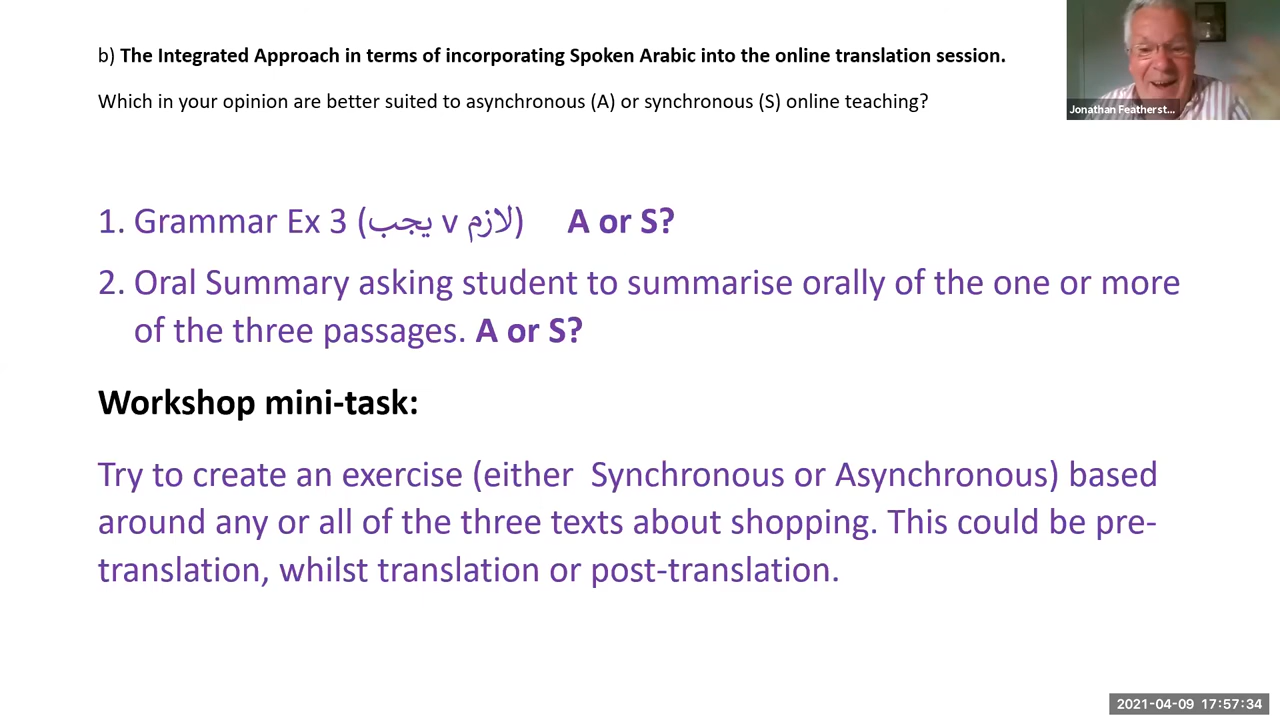 b) The Integrated Approach in terms of incorporating Spoken Arabic into the online translation session.
Which in your opinion are better suited to asynchronous (A) or synchronous (S) online teaching?
Jonathan Featherst...
1. Grammar Ex 3 (يجب v لازم) A or S?
2. Oral Summary asking student to summarise orally of the one or more
of the three passages. A or S?
Workshop mini-task:
Try to create an exercise (either  Synchronous or Asynchronous) based
around any or all of the three texts about shopping. This could be pre-
translation, whilst translation or post-translation.
2021-04-09 17:57:34